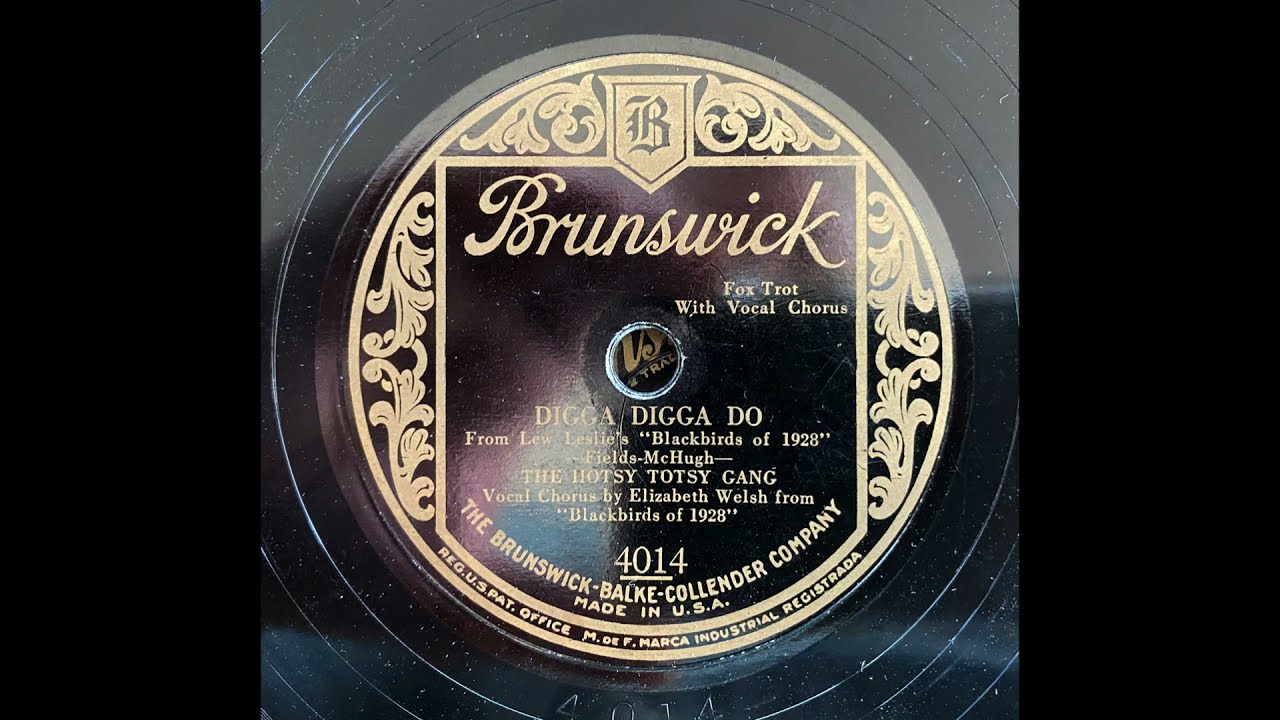 B
Brunswick
Fox Trot
With Vocal Chorus
DIGGA DIGGA DO
From Lew Leslie's "Blackbirds of 1928"
—Fields-McHugh—
THE HOTSY TOTSY GANG
Vocal Chorus by Elizabeth Welsh from
"Blackbirds of 1928"
4014
THE BRUNSWICK-BALKE-COLLENDER COMPANY
MADE IN U.S.A.
REG.U.S.PAT. OFFICE M. DE F. MARCA INDUSTRIAL REGISTRADA
4014